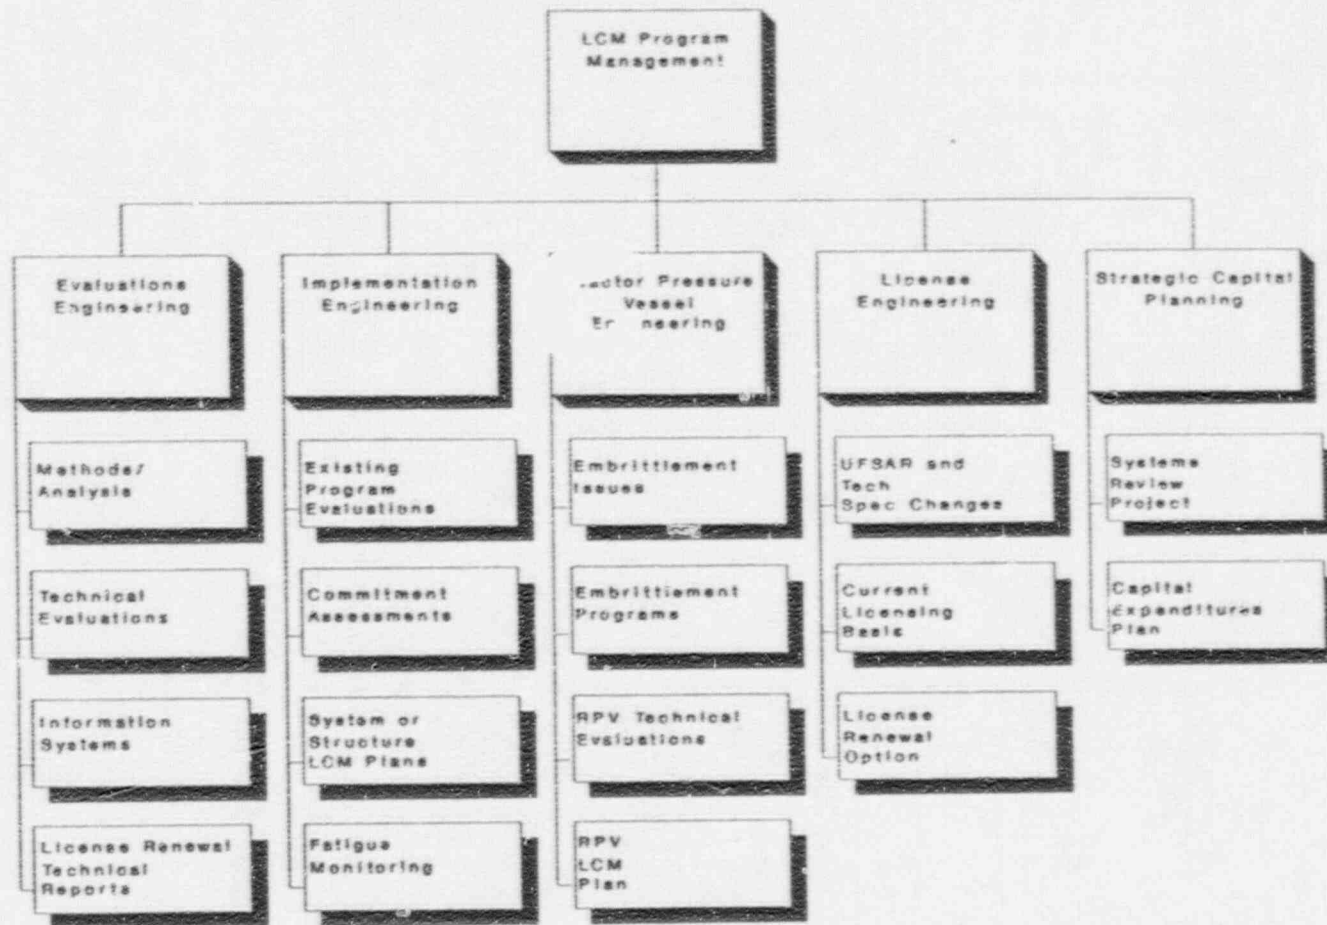 LCM Program
Management
Evaluations
Engineering
Implementation
Engineering
Pressure
Vessel
License
Engineering
Strategic Capital
Planning
Methods/
Analysis
Technical
Evaluations
Information
Systems
License Renewal
Technical
Reports
Existing
Program
Evaluations
Commitment
Assessments
System or
Structure
LCM Plans
Fatigue
Monitoring
Embrittlement
Issues
Embrittlement
Programs
RPV Technical
Evaluations
RPV
LCM
Plan
UFSAR and
Tech
Spec Changes
Current
Licensing
Basis
License
Renewal
Option
Systems
Review
Project
Capital
Expenditures
Plan